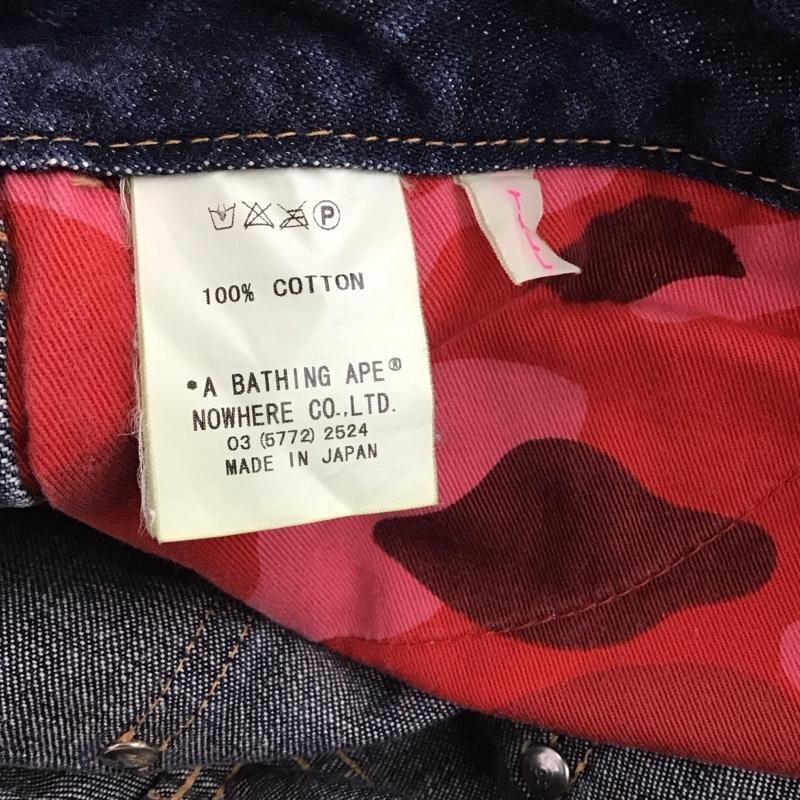 P
100% COTTON
*A BATHING APE®
NOWHERE CO.,LTD.
03 (5772) 2524
MADE IN JAPAN